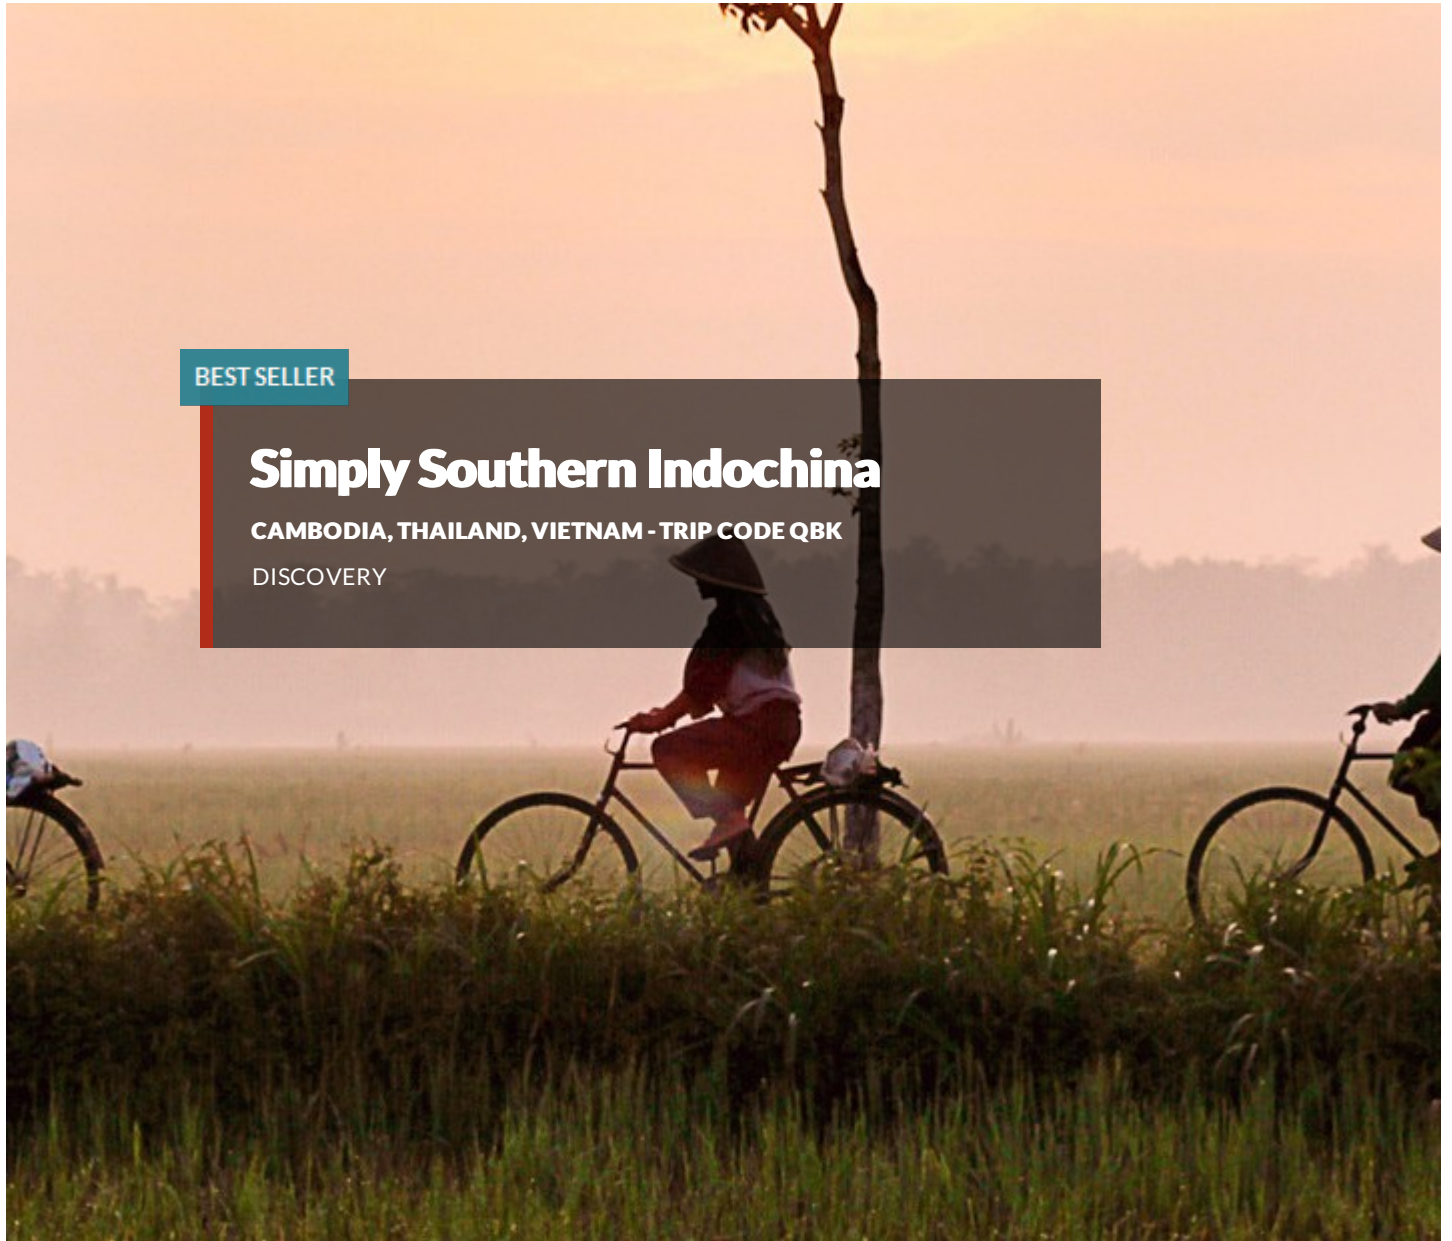 BEST SELLER
Simply Southern Indochina
CAMBODIA, THAILAND, VIETNAM - TRIP CODE QBK
DISCOVERY